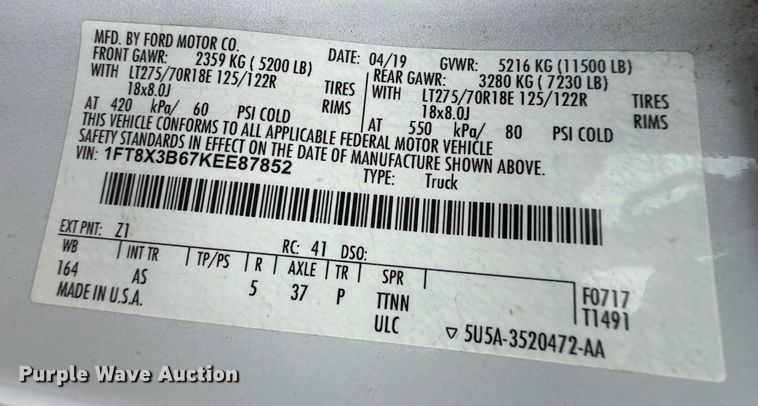 MFD. BY FORD MOTOR CO. DATE: 04/19 GVWR: 5216 KG (11500 LB)
FRONT GAWR: 2359 KG (5200 LB) REAR GAWR: 3280 KG (7230 LB)
WITH LT275/70R18E 125/122R TIRES WITH LT275/70R18E 125/122R TIRES
18x8.0J RIMS 18x8.0J RIMS
AT 420 kPa/ 60 PSI COLD AT 550 kPa/ 80 PSI COLD
THIS VEHICLE CONFORMS TO ALL APPLICABLE FEDERAL MOTOR VEHICLE
SAFETY STANDARDS IN EFFECT ON THE DATE OF MANUFACTURE SHOWN ABOVE.
VIN: 1FT8X3B67KEE87852
TYPE: Truck
EXT PNT: Z1 RC: 41 DSO:
WB INT TR TP/PS R AXLE TR SPR
164 AS 5 37 P TTNN
F0717
T1491
MADE IN U.S.A. ULC
▽ 5U5A-3520472-AA
Purple Wave Auction